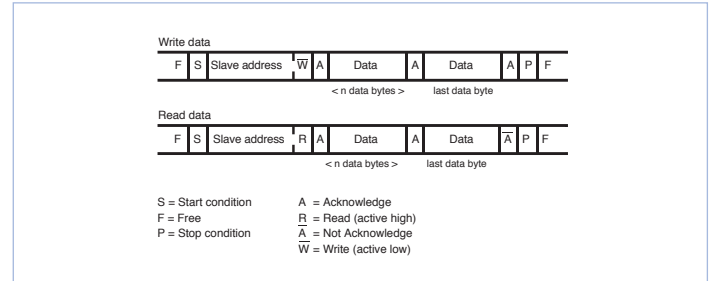 Write data
F S Slave address W̅ A Data A Data A P F
< n data bytes > last data byte
Read data
F S Slave address R A Data A Data A̅ P F
< n data bytes > last data byte
S = Start condition A = Acknowledge
F = Free R = Read (active high)
P = Stop condition A̅ = Not Acknowledge
W̅ = Write (active low)